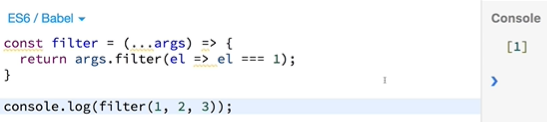 ES6 / Babel
Console
const filter = (...args) => {
  return args.filter(el => el === 1);
}
console.log(filter(1, 2, 3));
[1]